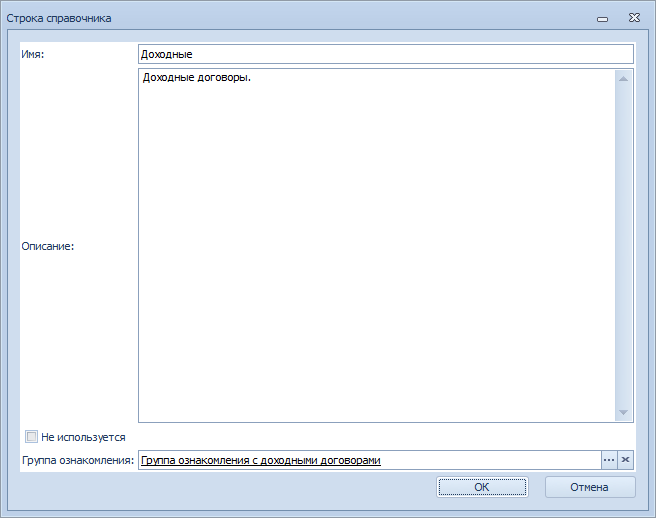 Строка справочника
Имя:
Доходные
Доходные договоры.
Описание:
Не используется
Группа ознакомления:
Группа ознакомления с доходными договорами
OK
Отмена